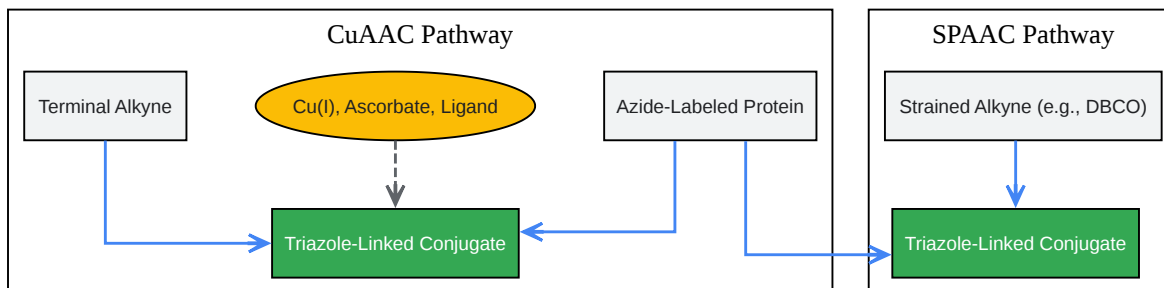 CuAAC Pathway
SPAAC Pathway
Terminal Alkyne
Cu(I), Ascorbate, Ligand
Azide-Labeled Protein
Strained Alkyne (e.g., DBCO)
Triazole-Linked Conjugate
Triazole-Linked Conjugate